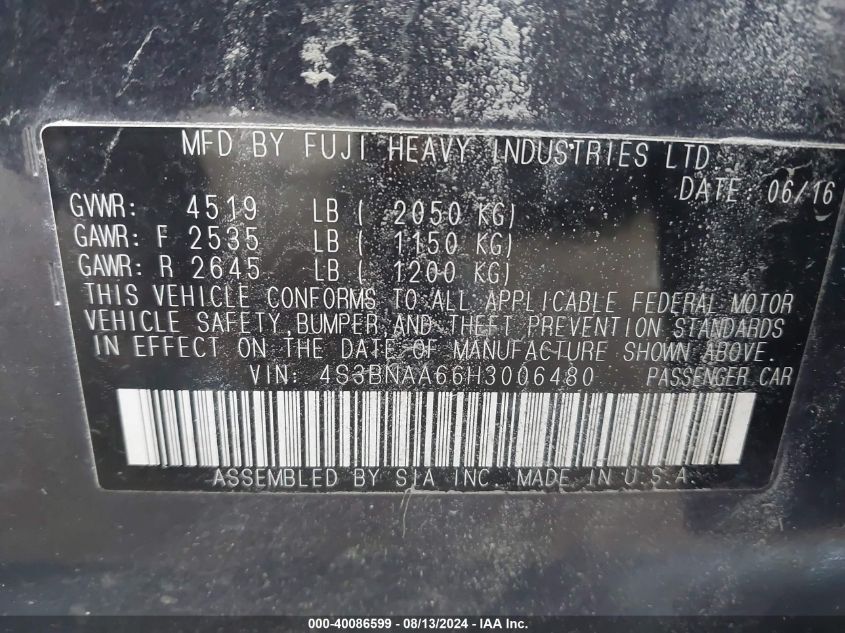 MFD BY FUJI HEAVY INDUSTRIES LTD.
DATE: 06/16
GVWR: 4519 LB ( 2050 KG)
GAWR: F 2535 LB ( 1150 KG)
GAWR: R 2645 LB ( 1200 KG)
THIS VEHICLE CONFORMS TO ALL APPLICABLE FEDERAL MOTOR
VEHICLE SAFETY, BUMPER, AND THEFT PREVENTION STANDARDS
IN EFFECT ON THE DATE OF MANUFACTURE SHOWN ABOVE.
VIN: 4S3BNAA66H3006480 PASSENGER CAR
ASSEMBLED BY SIA INC. MADE IN U.S.A.
000-40086599 - 08/13/2024 - IAAI.COM